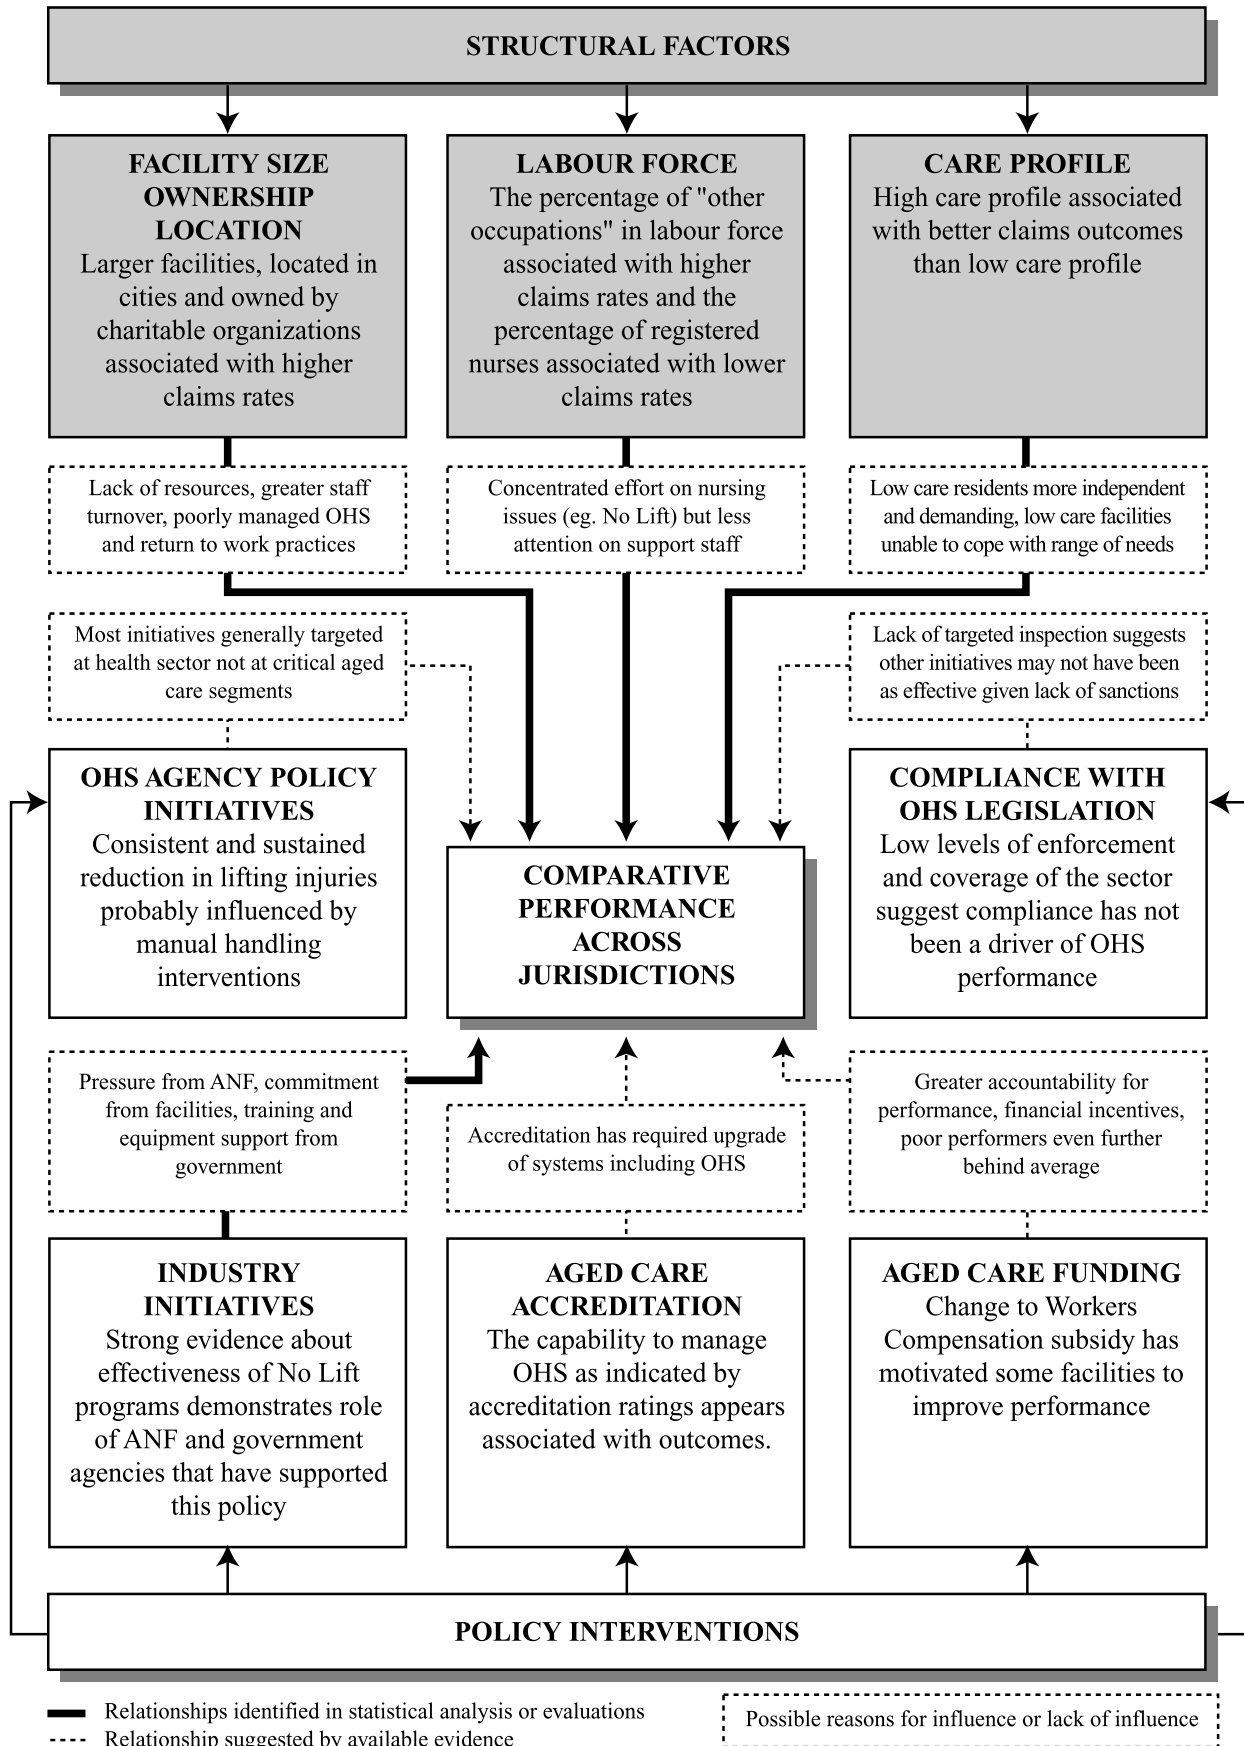 STRUCTURAL FACTORS
FACILITY SIZE
OWNERSHIP
LOCATION
Larger facilities, located in
cities and owned by
charitable organizations
associated with higher
claims rates
LABOUR FORCE
The percentage of "other
occupations" in labour force
associated with higher
claims rates and the
percentage of registered
nurses associated with lower
claims rates
CARE PROFILE
High care profile associated
with better claims outcomes
than low care profile
Lack of resources, greater staff
turnover, poorly managed OHS
and return to work practices
Concentrated effort on nursing
issues (eg. No Lift) but less
attention on support staff
Low care residents more independent
and demanding, low care facilities
unable to cope with range of needs
Most initiatives generally targeted
at health sector not at critical aged
care segments
Lack of targeted inspection suggests
other initiatives may not have been
as effective given lack of sanctions
OHS AGENCY POLICY
INITIATIVES
Consistent and sustained
reduction in lifting injuries
probably influenced by
manual handling
interventions
COMPARATIVE
PERFORMANCE
ACROSS
JURISDICTIONS
COMPLIANCE WITH
OHS LEGISLATION
Low levels of enforcement
and coverage of the sector
suggest compliance has not
been a driver of OHS
performance
Pressure from ANF, commitment
from facilities, training and
equipment support from
government
Accreditation has required upgrade
of systems including OHS
Greater accountability for
performance, financial incentives,
poor performers even further
behind average
INDUSTRY
INITIATIVES
Strong evidence about
effectiveness of No Lift
programs demonstrates role
of ANF and government
agencies that have supported
this policy
AGED CARE
ACCREDITATION
The capability to manage
OHS as indicated by
accreditation ratings appears
associated with outcomes.
AGED CARE FUNDING
Change to Workers
Compensation subsidy has
motivated some facilities to
improve performance
POLICY INTERVENTIONS
Relationships identified in statistical analysis or evaluations
Relationship suggested by available evidence
Possible reasons for influence or lack of influence